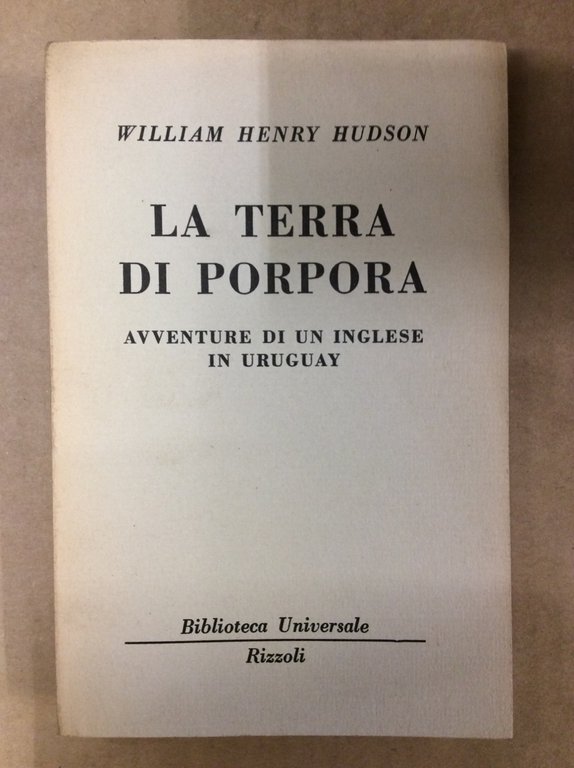 WILLIAM HENRY HUDSON
LA TERRA
DI PORPORA
AVVENTURE DI UN INGLESE
IN URUGUAY
Biblioteca Universale
Rizzoli